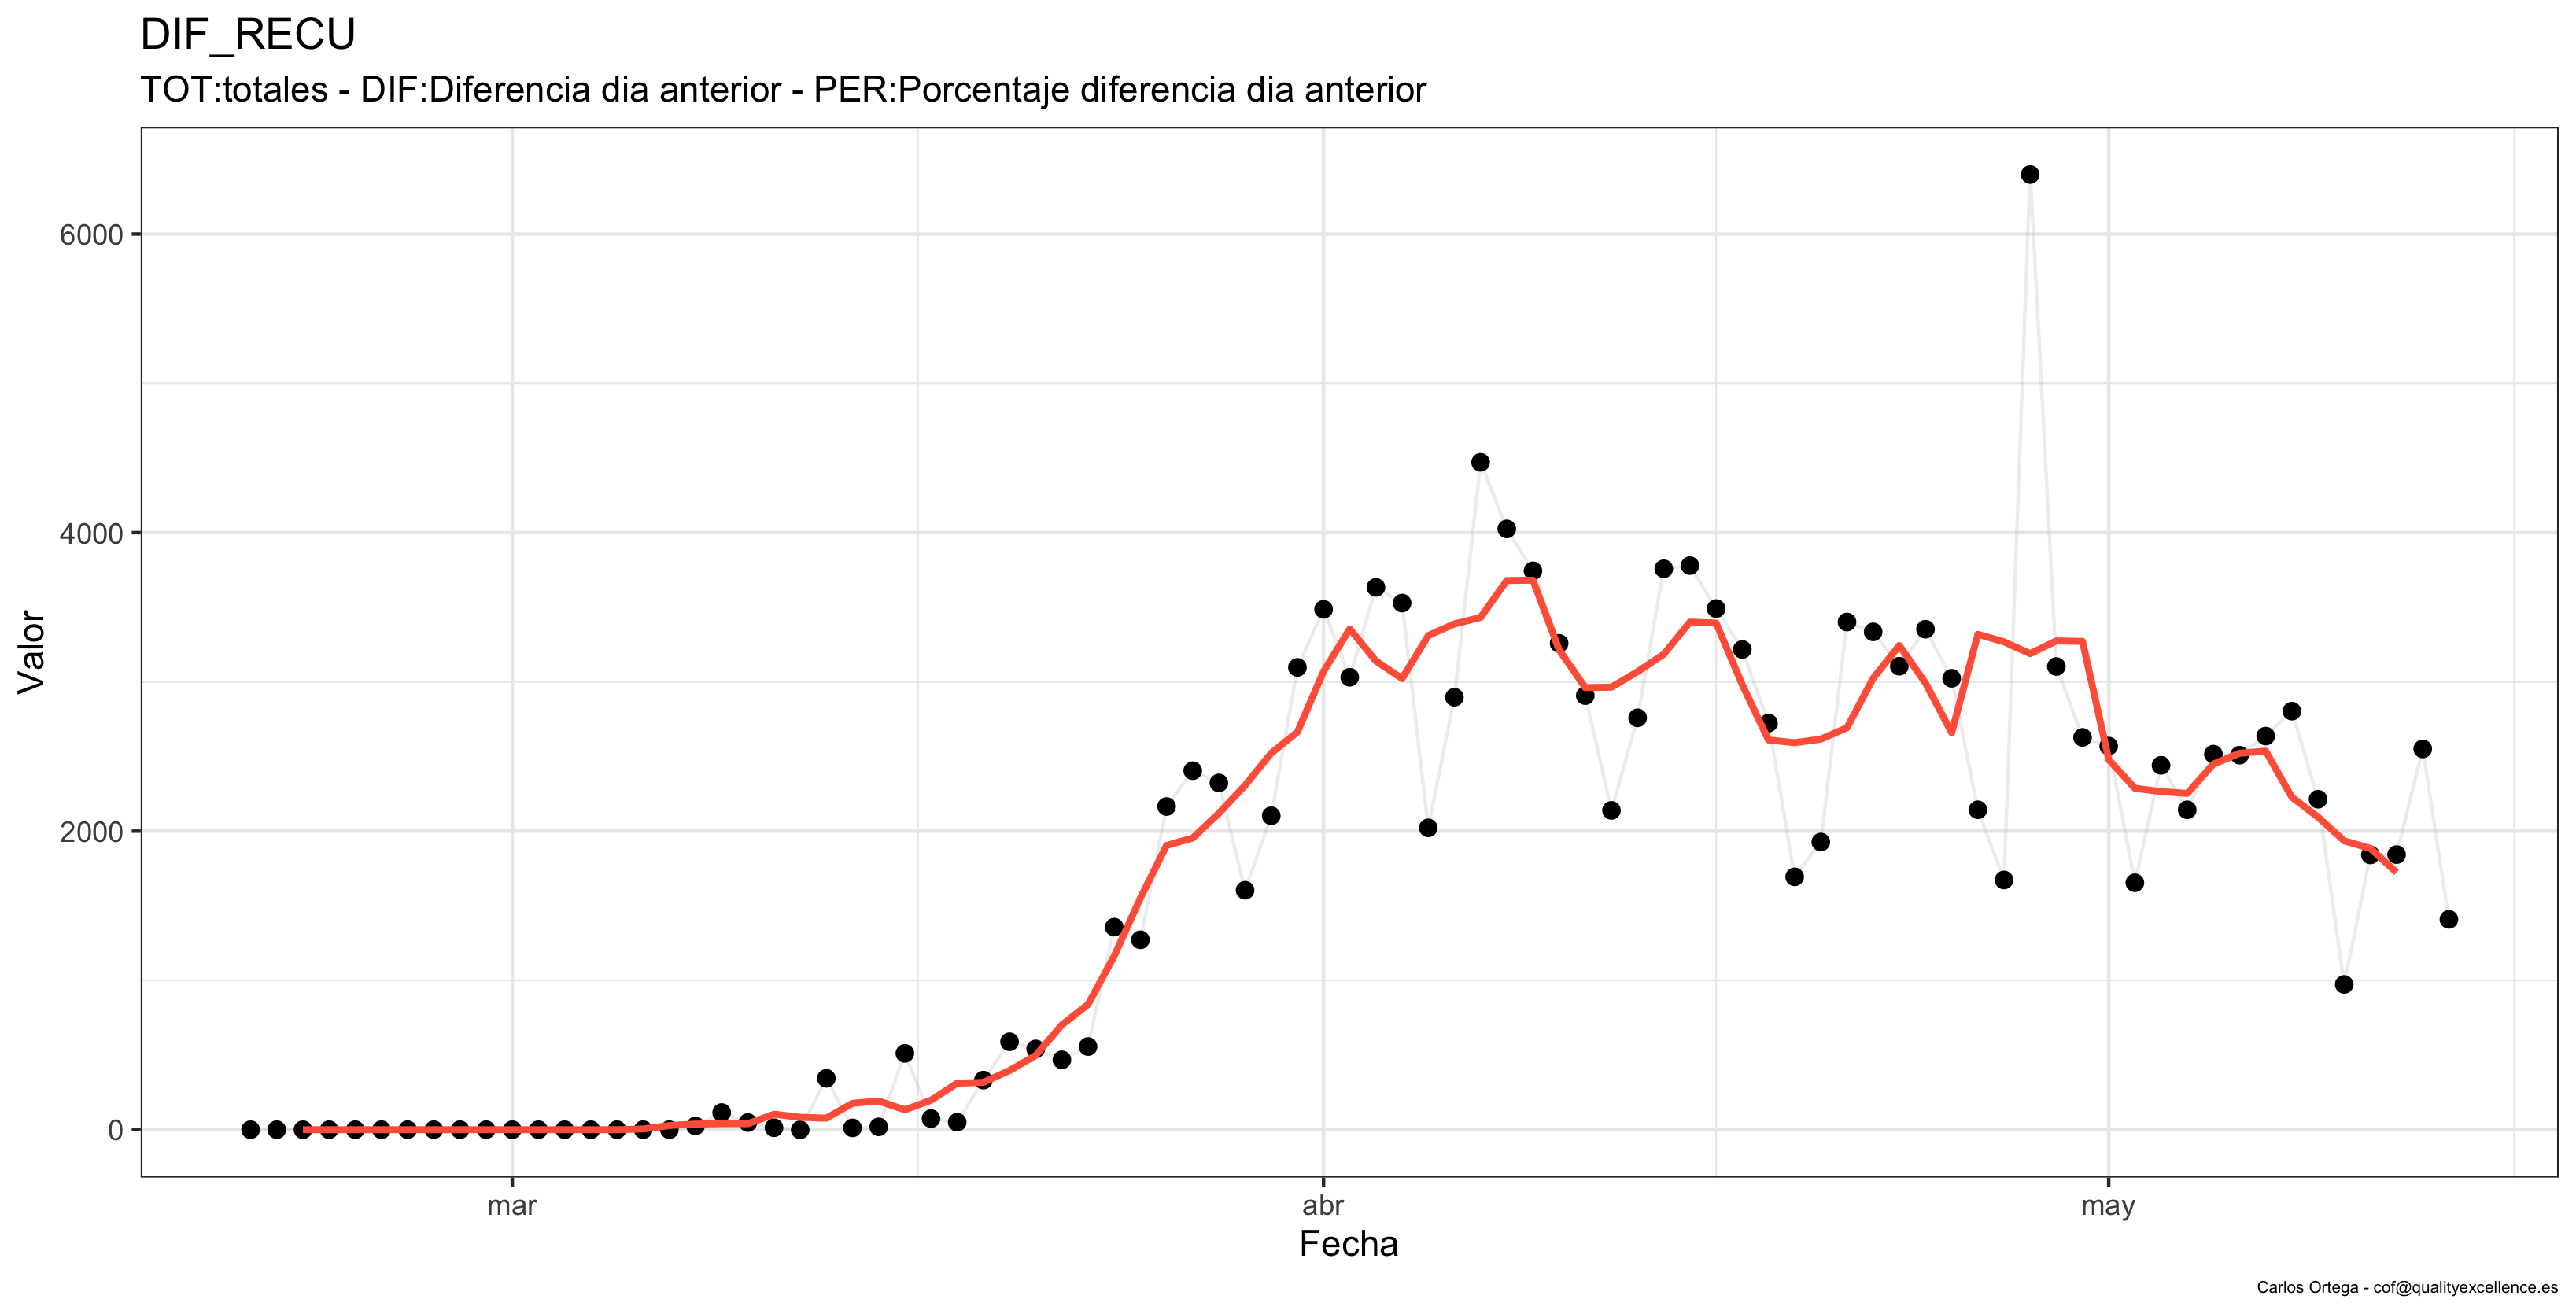 DIF_RECU
TOT:totales - DIF:Diferencia dia anterior - PER:Porcentaje diferencia dia anterior
Valor
6000
4000
2000
0
mar
abr
may
Fecha
Carlos Ortega - cof@qualityexcellence.es